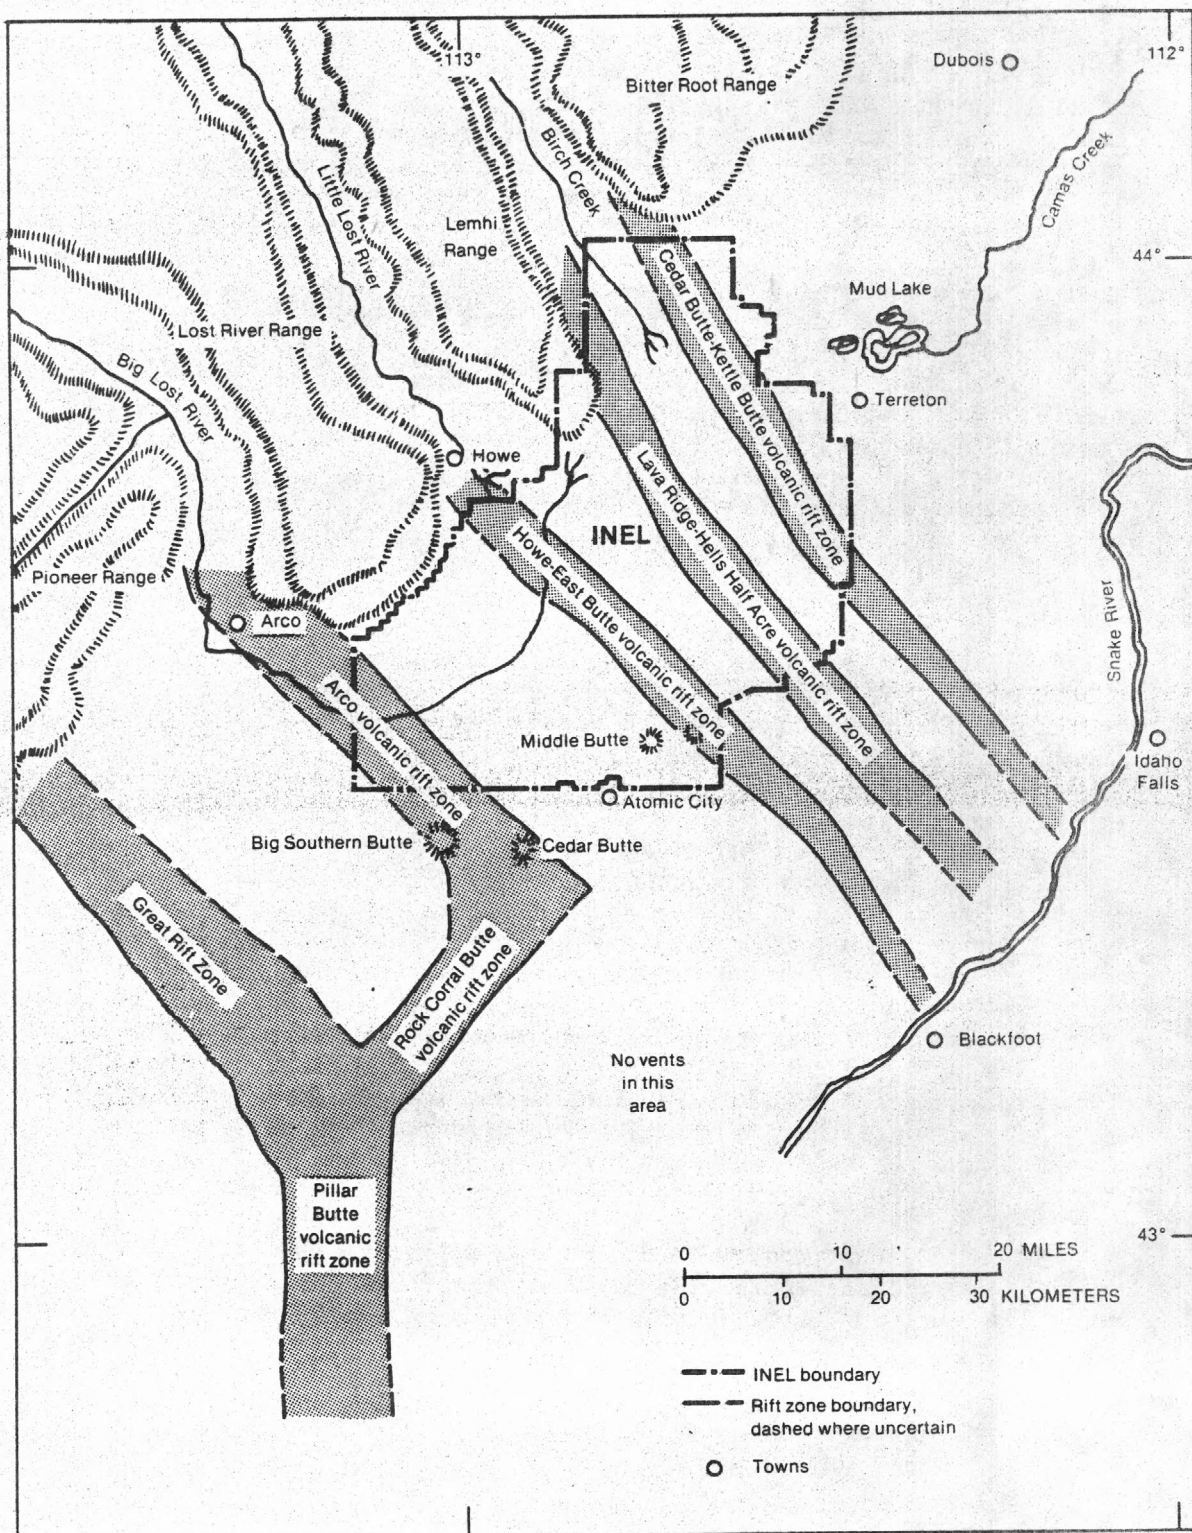 113°
112°
Dubois
Bitter Root Range
Birch Creek
Camas Creek
Little Lost River
Lemhi
Range
44°
Cedar Butte-Kettle Butte volcanic rift zone
Mud Lake
Lost River Range
Big Lost River
Terreton
Howe
Lava Ridge-Hells Half Acre volcanic rift zone
INEL
Howe-East Butte volcanic rift zone
Pioneer Range
Arco
Snake River
Arco volcanic rift zone
Middle Butte
Idaho
Falls
Atomic City
Big Southern Butte
Cedar Butte
Great Rift Zone
Rock Corral Butte
volcanic rift zone
Blackfoot
No vents
in this
area
Pillar
Butte
volcanic
rift zone
43°
0 10 20 MILES
0 10 20 30 KILOMETERS
INEL boundary
Rift zone boundary,
dashed where uncertain
Towns